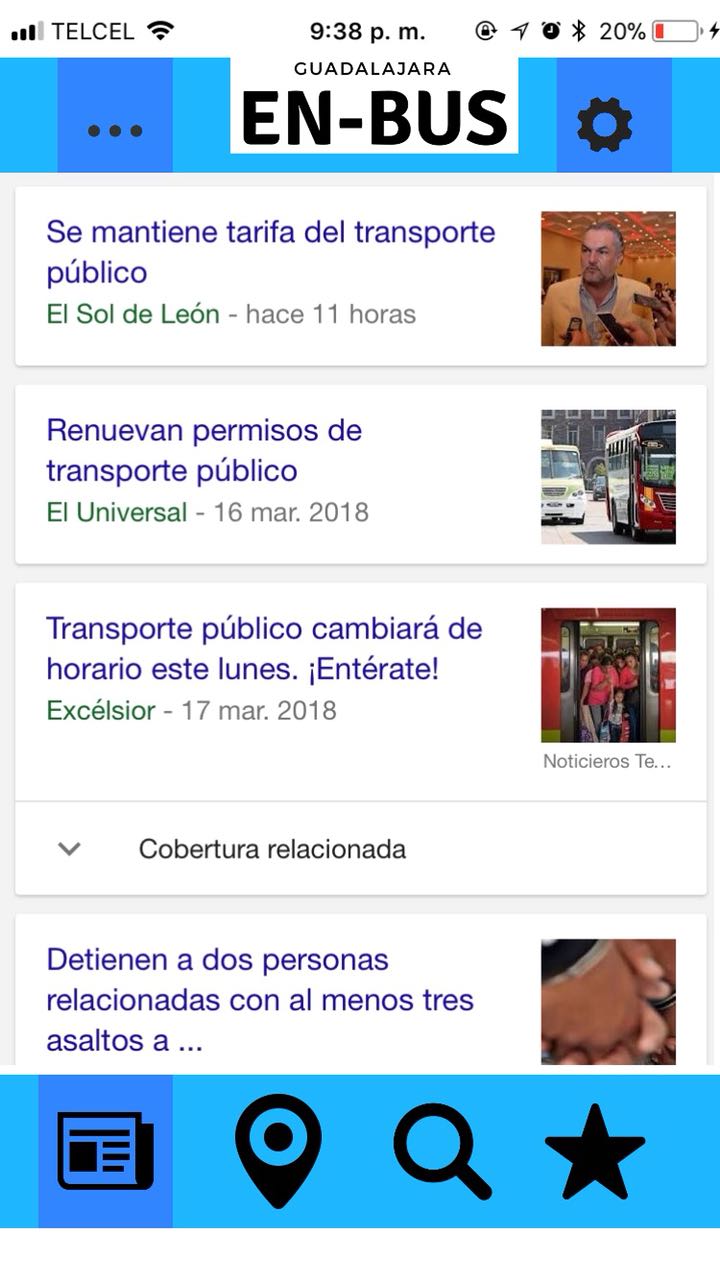 TELCEL 9:38 p. m. 20%
GUADALAJARA
EN-BUS
Se mantiene tarifa del transporte
público
El Sol de León - hace 11 horas
Renuevan permisos de
transporte público
El Universal - 16 mar. 2018
Transporte público cambiará de
horario este lunes. ¡Entérate!
Excélsior - 17 mar. 2018
Noticieros Te...
Cobertura relacionada
Detienen a dos personas
relacionadas con al menos tres
asaltos a ...